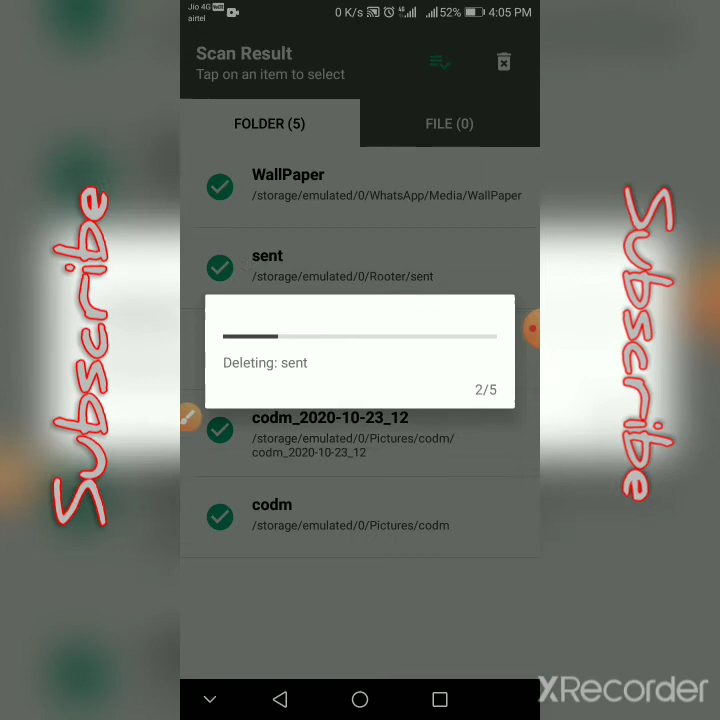 Jio 4G VoLTE
airtel
0 K/s 4G 52% 4:05 PM
Scan Result
Tap on an item to select
FOLDER (5)
FILE (0)
WallPaper
/storage/emulated/0/WhatsApp/Media/WallPaper
sent
/storage/emulated/0/Rooter/sent
Deleting: sent
2/5
codm_2020-10-23_12
/storage/emulated/0/Pictures/codm/
codm_2020-10-23_12
codm
/storage/emulated/0/Pictures/codm
Subscribe
Subscribe
XRecorder